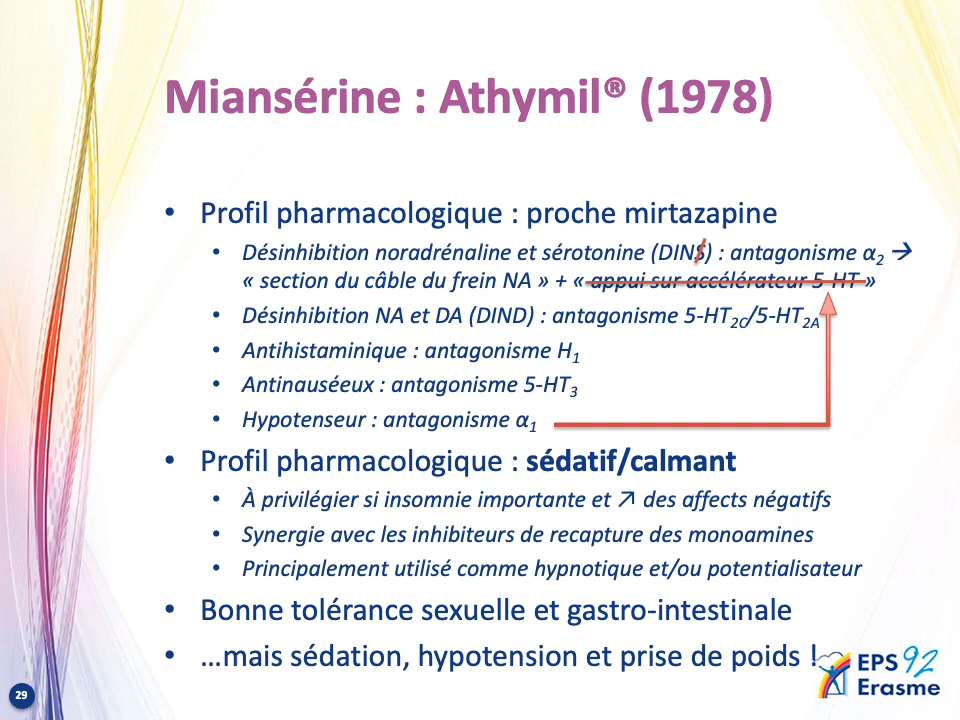 Miansérine : Athymil® (1978)
• Profil pharmacologique : proche mirtazapine
• Désinhibition noradrénaline et sérotonine (DINS) : antagonisme α2 →
« section du câble du frein NA » + « appui sur accélérateur 5-HT »
• Désinhibition NA et DA (DIND) : antagonisme 5-HT2C/5-HT2A
• Antihistaminique : antagonisme H1
• Antinauséeux : antagonisme 5-HT3
• Hypotenseur : antagonisme α1
• Profil pharmacologique : sédatif/calmant
• À privilégier si insomnie importante et ↗ des affects négatifs
• Synergie avec les inhibiteurs de recapture des monoamines
• Principalement utilisé comme hypnotique et/ou potentialisateur
• Bonne tolérance sexuelle et gastro-intestinale
• …mais sédation, hypotension et prise de poids !
EPS 92
Erasme
29